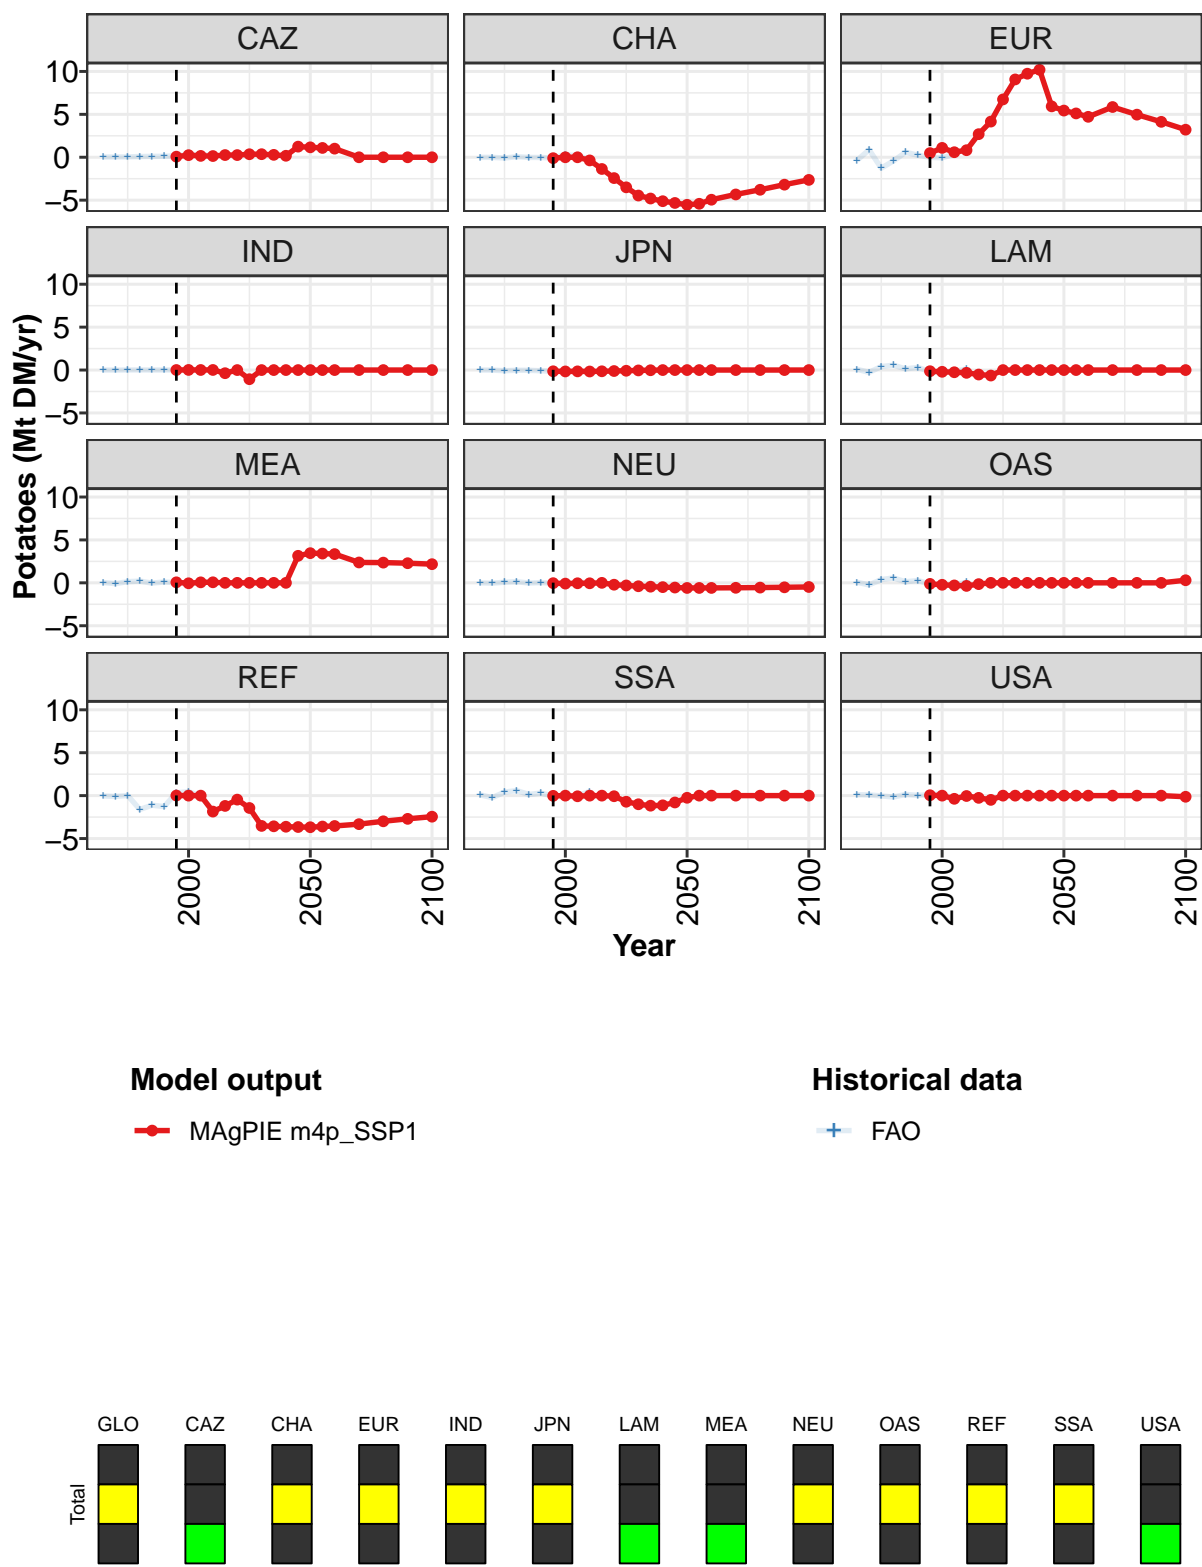 CAZ CHA EUR
10
5
0
−5
IND JPN LAM
10
5
0
−5
MEA NEU OAS
10
5
0
−5
REF SSA USA
10
5
0
−5
Potatoes (Mt DM/yr)
2000 2050 2100 2000 2050 2100 2000 2050 2100
Year
Model output Historical data
MAgPIE m4p_SSP1 FAO
GLO CAZ CHA EUR IND JPN LAM MEA NEU OAS REF SSA USA
Total